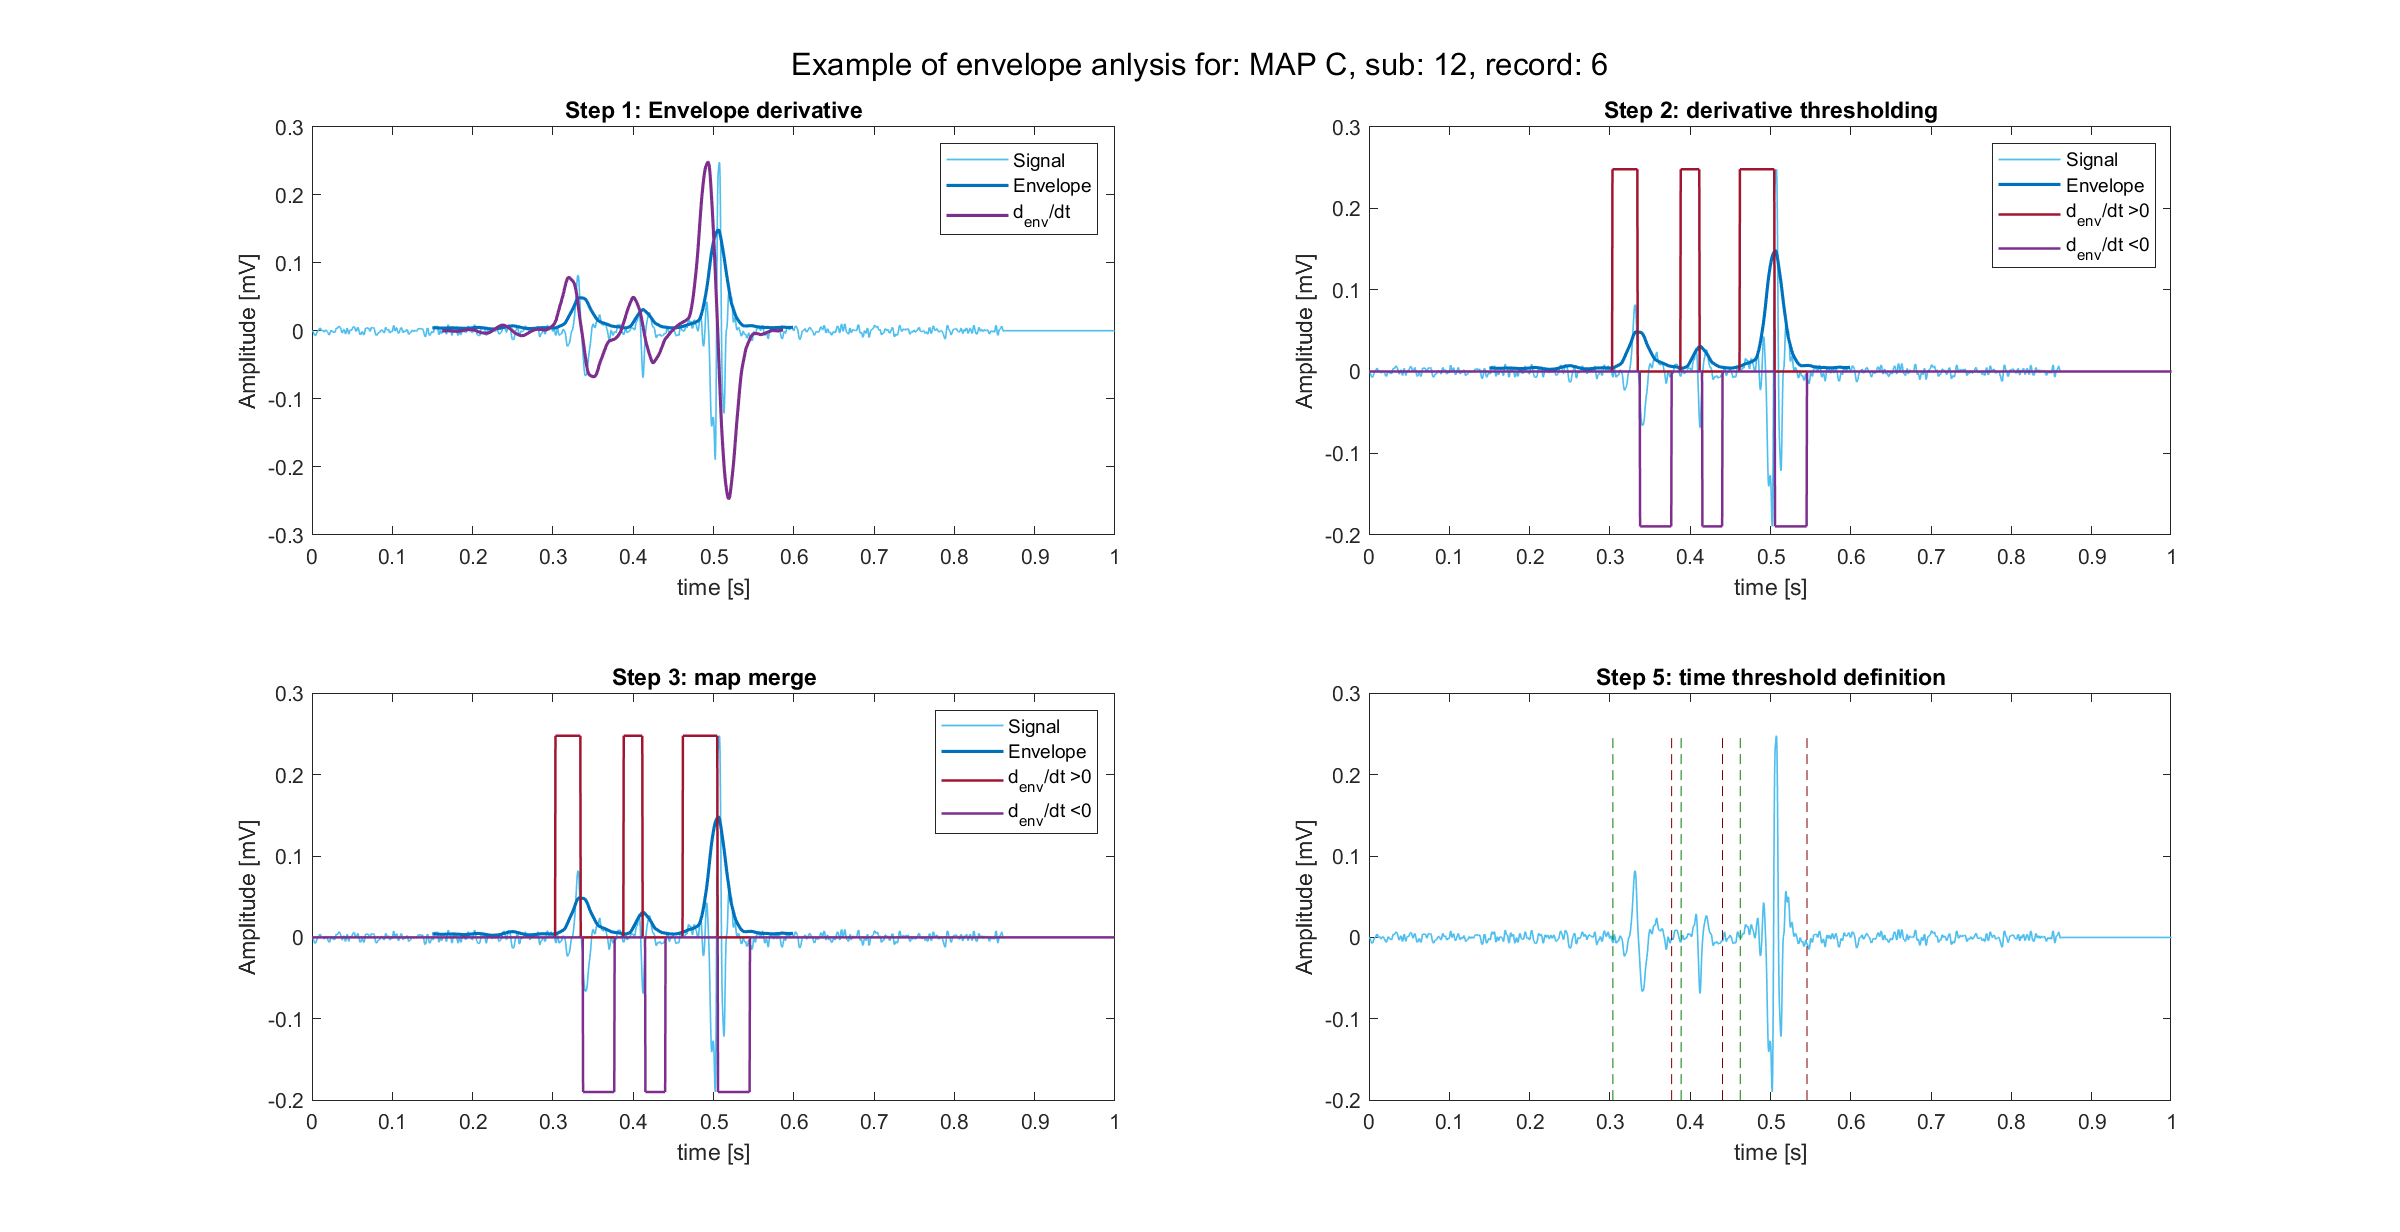 Example of envelope anlysis for: MAP C, sub: 12, record: 6
Step 1: Envelope derivative
0.3
0.2
0.1
0
-0.1
-0.2
-0.3
Amplitude [mV]
0 0.1 0.2 0.3 0.4 0.5 0.6 0.7 0.8 0.9 1
time [s]
Signal
Envelope
d_env/dt
Step 2: derivative thresholding
0.3
0.2
0.1
0
-0.1
-0.2
Amplitude [mV]
0 0.1 0.2 0.3 0.4 0.5 0.6 0.7 0.8 0.9 1
time [s]
Signal
Envelope
d_env/dt >0
d_env/dt <0
Step 3: map merge
0.3
0.2
0.1
0
-0.1
-0.2
Amplitude [mV]
0 0.1 0.2 0.3 0.4 0.5 0.6 0.7 0.8 0.9 1
time [s]
Signal
Envelope
d_env/dt >0
d_env/dt <0
Step 5: time threshold definition
0.3
0.2
0.1
0
-0.1
-0.2
Amplitude [mV]
0 0.1 0.2 0.3 0.4 0.5 0.6 0.7 0.8 0.9 1
time [s]